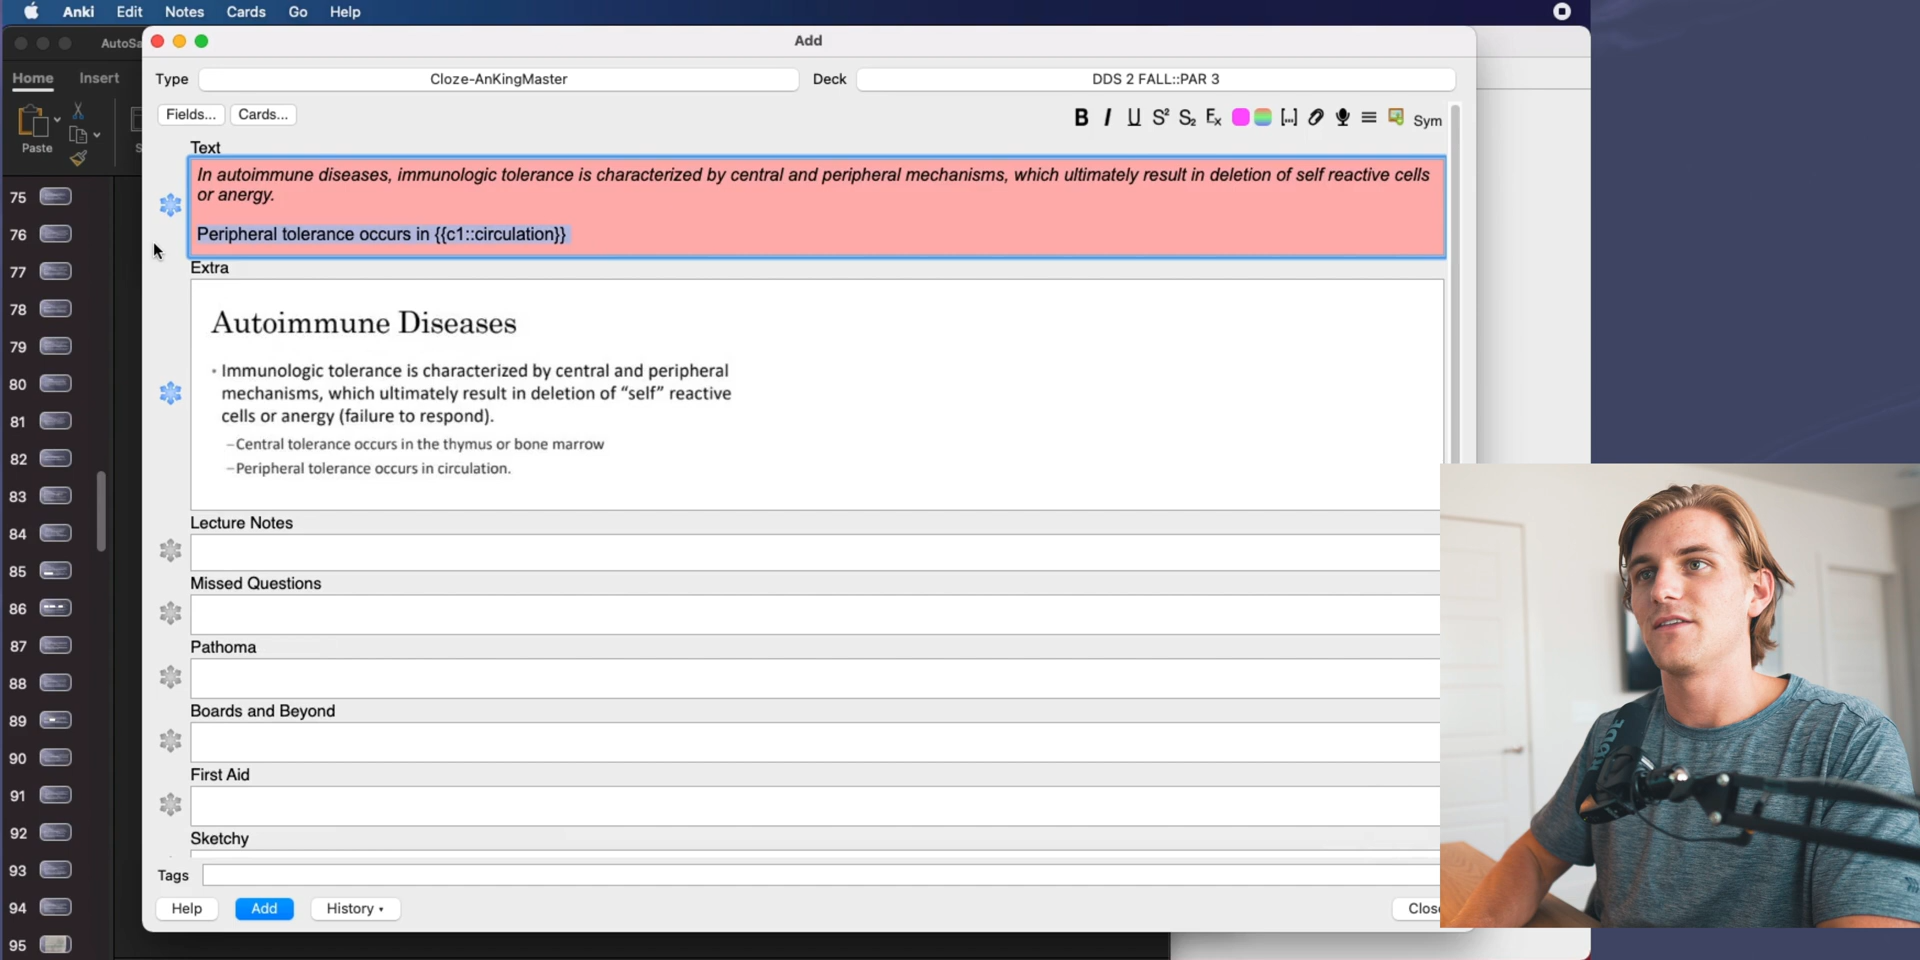 Anki Edit Notes Cards Go Help
AutoSa
Add
Home Insert
Type Cloze-AnKingMaster Deck DDS 2 FALL::PAR 3
Fields... Cards...
B I U S² S₂ Ex [...] Sym
Paste S
Text
In autoimmune diseases, immunologic tolerance is characterized by central and peripheral mechanisms, which ultimately result in deletion of self reactive cells
or anergy.
Peripheral tolerance occurs in {{c1::circulation}}
Extra
Autoimmune Diseases
• Immunologic tolerance is characterized by central and peripheral
mechanisms, which ultimately result in deletion of “self” reactive
cells or anergy (failure to respond).
–Central tolerance occurs in the thymus or bone marrow
–Peripheral tolerance occurs in circulation.
Lecture Notes
Missed Questions
Pathoma
Boards and Beyond
First Aid
Sketchy
Tags
Help Add History Close
75
76
77
78
79
80
81
82
83
84
85
86
87
88
89
90
91
92
93
94
95